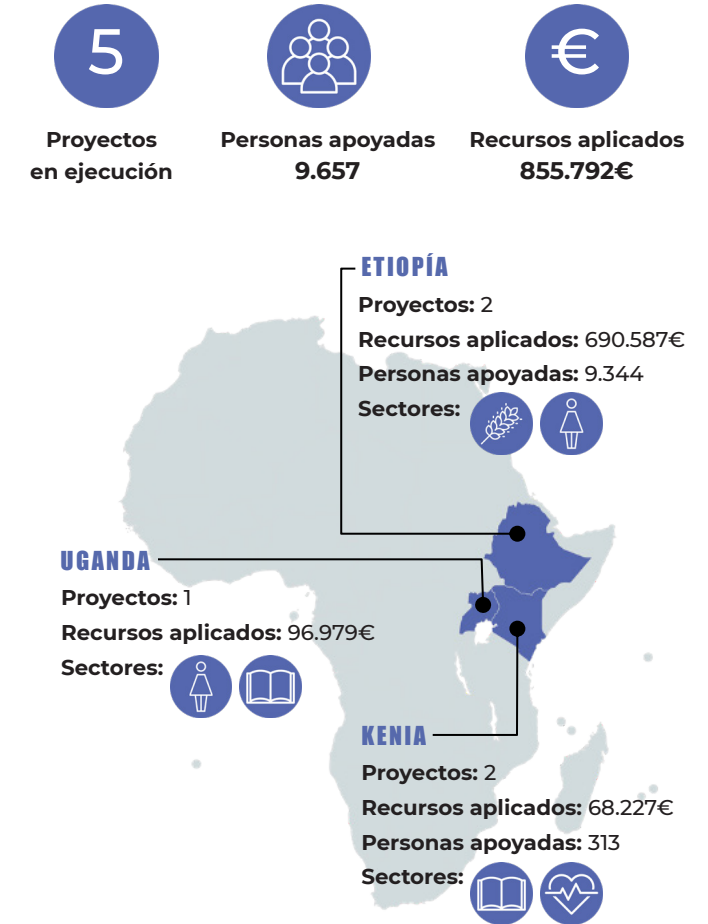 5
€
Proyectos
en ejecución
Personas apoyadas
9.657
Recursos aplicados
855.792€
ETIOPÍA
Proyectos: 2
Recursos aplicados: 690.587€
Personas apoyadas: 9.344
Sectores:
UGANDA
Proyectos: 1
Recursos aplicados: 96.979€
Sectores:
KENIA
Proyectos: 2
Recursos aplicados: 68.227€
Personas apoyadas: 313
Sectores: